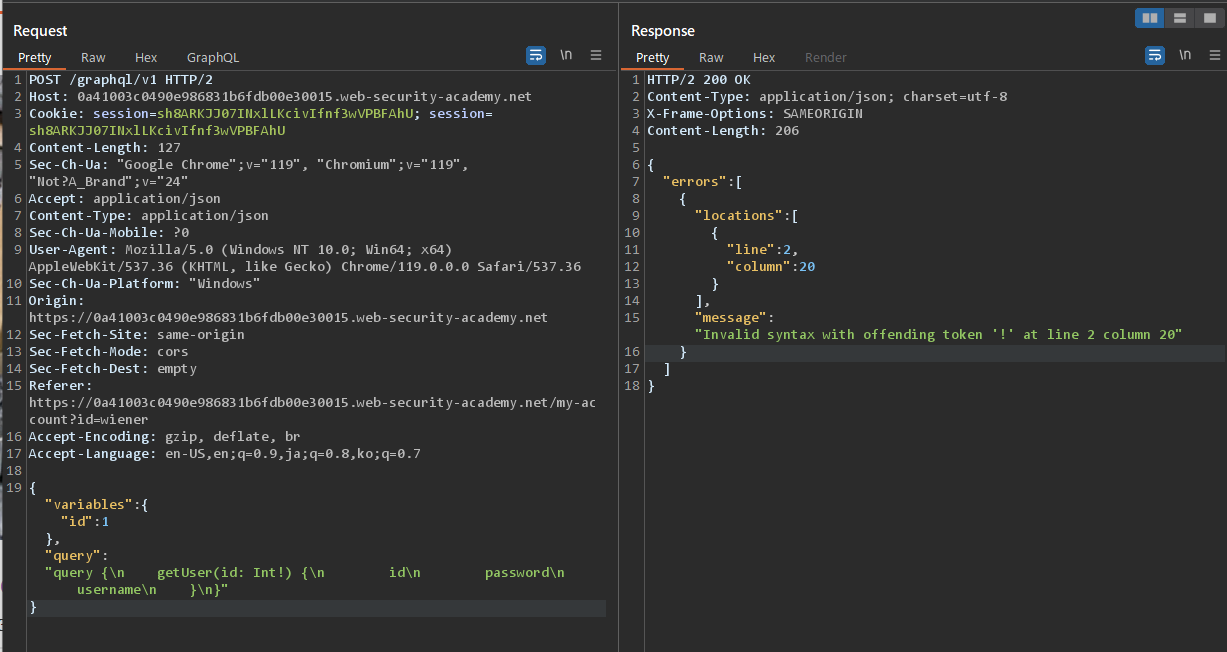 Request
Pretty Raw Hex GraphQL \n
1 POST /graphql/v1 HTTP/2
2 Host: 0a41003c0490e986831b6fdb00e30015.web-security-academy.net
3 Cookie: session=sh8ARKJJ07INxlLKcivIfnf3wVPBFAhU; session=
sh8ARKJJ07INxlLKcivIfnf3wVPBFAhU
4 Content-Length: 127
5 Sec-Ch-Ua: "Google Chrome";v="119", "Chromium";v="119",
"Not?A_Brand";v="24"
6 Accept: application/json
7 Content-Type: application/json
8 Sec-Ch-Ua-Mobile: ?0
9 User-Agent: Mozilla/5.0 (Windows NT 10.0; Win64; x64)
AppleWebKit/537.36 (KHTML, like Gecko) Chrome/119.0.0.0 Safari/537.36
10 Sec-Ch-Ua-Platform: "Windows"
11 Origin:
https://0a41003c0490e986831b6fdb00e30015.web-security-academy.net
12 Sec-Fetch-Site: same-origin
13 Sec-Fetch-Mode: cors
14 Sec-Fetch-Dest: empty
15 Referer:
https://0a41003c0490e986831b6fdb00e30015.web-security-academy.net/my-ac
count?id=wiener
16 Accept-Encoding: gzip, deflate, br
17 Accept-Language: en-US,en;q=0.9,ja;q=0.8,ko;q=0.7
18
19 {
"variables":{
"id":1
},
"query":
"query {\n    getUser(id: Int!) {\n        id\n        password\n
username\n    }\n}"
}
Response
Pretty Raw Hex Render \n
1 HTTP/2 200 OK
2 Content-Type: application/json; charset=utf-8
3 X-Frame-Options: SAMEORIGIN
4 Content-Length: 206
5
6 {
7 "errors":[
8 {
9 "locations":[
10 {
11 "line":2,
12 "column":20
13 }
14 ],
15 "message":
"Invalid syntax with offending token '!' at line 2 column 20"
16 }
17 ]
18 }